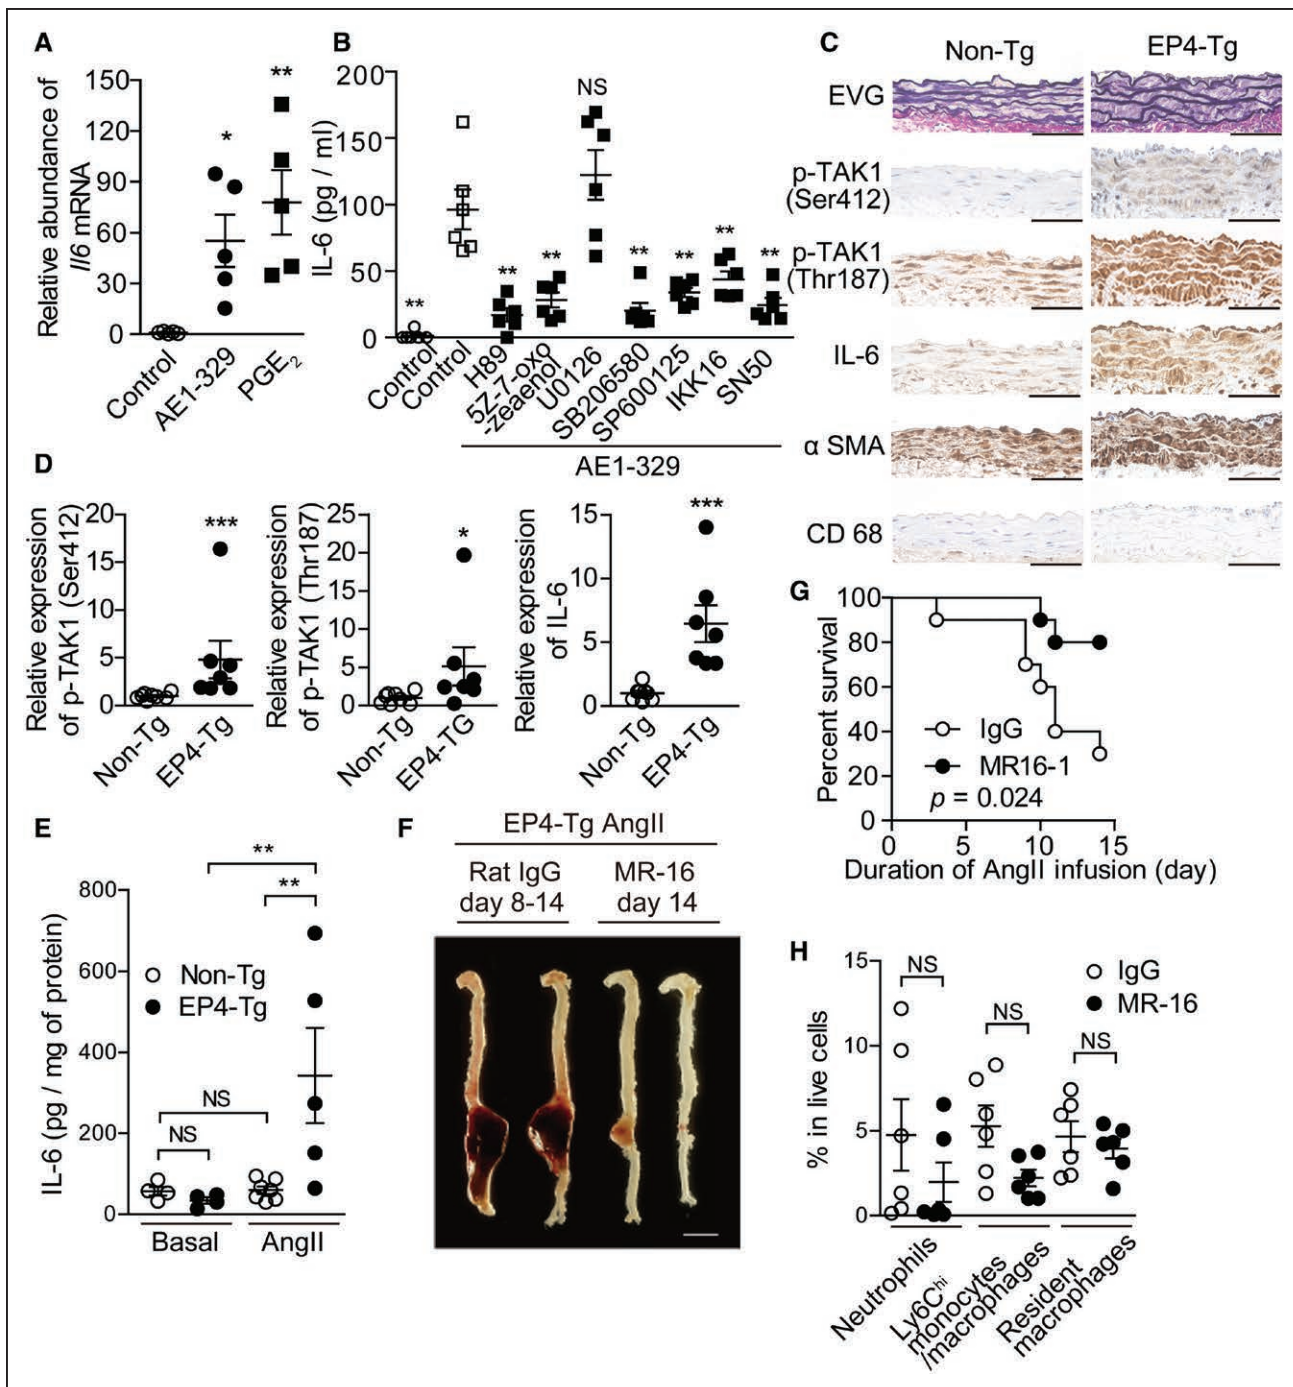 A
Relative abundance of
Il6 mRNA
150
120
90
60
30
0
*
**
Control
AE1-329
PGE2
B
IL-6 (pg / ml)
200
150
100
50
0
**
**
**
NS
**
**
**
**
Control
Control
H89
5Z-7-oxo
-zeaenol
U0126
SB206580
SP600125
IKK16
SN50
AE1-329
C
Non-Tg
EP4-Tg
EVG
p-TAK1
(Ser412)
p-TAK1
(Thr187)
IL-6
α SMA
CD 68
D
Relative expression
of p-TAK1 (Ser412)
20
15
10
5
0
***
Non-Tg
EP4-Tg
Relative expression
of p-TAK1 (Thr187)
25
20
15
10
5
0
*
Non-Tg
EP4-TG
Relative expression
of IL-6
15
10
5
0
***
Non-Tg
EP4-Tg
E
IL-6 (pg / mg of protein)
800
600
400
200
0
Non-Tg
EP4-Tg
**
**
NS
NS
Basal
AngII
F
EP4-Tg AngII
Rat IgG
day 8-14
MR-16
day 14
G
Percent survival
100
80
60
40
20
0
IgG
MR16-1
p = 0.024
0
5
10
15
Duration of AngII infusion (day)
H
% in live cells
15
10
5
0
NS
NS
NS
IgG
MR-16
Neutrophils
Ly6Chi
monocytes
/macrophages
Resident
macrophages